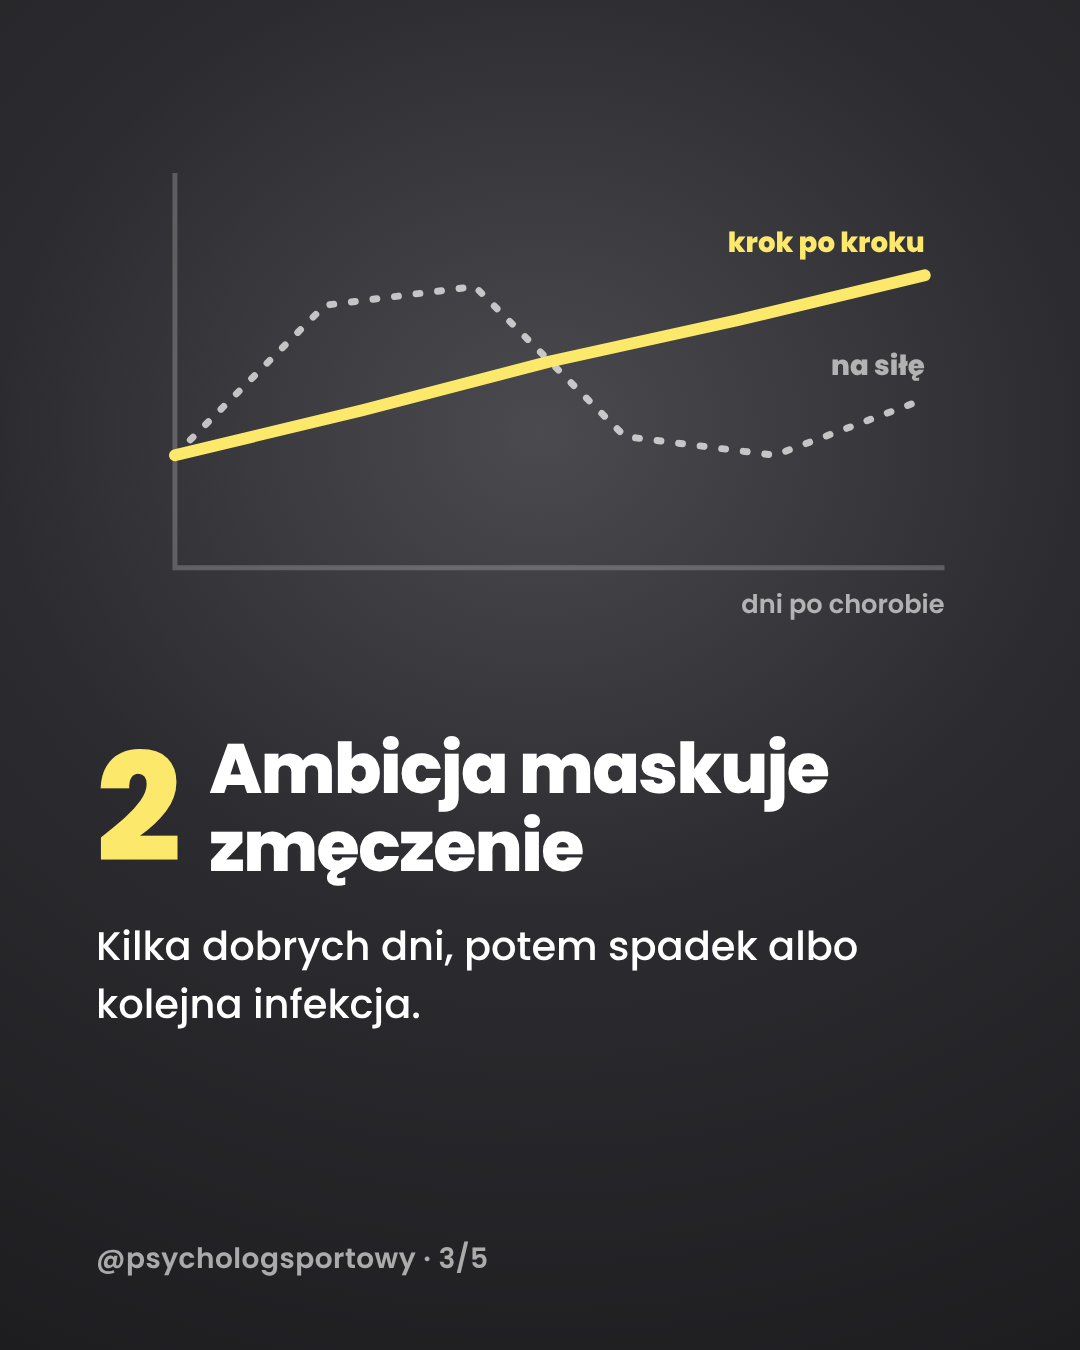 krok po kroku
na siłę
dni po chorobie
2
Ambicja maskuje
zmęczenie
Kilka dobrych dni, potem spadek albo
kolejna infekcja.
@psychologsportowy · 3/5